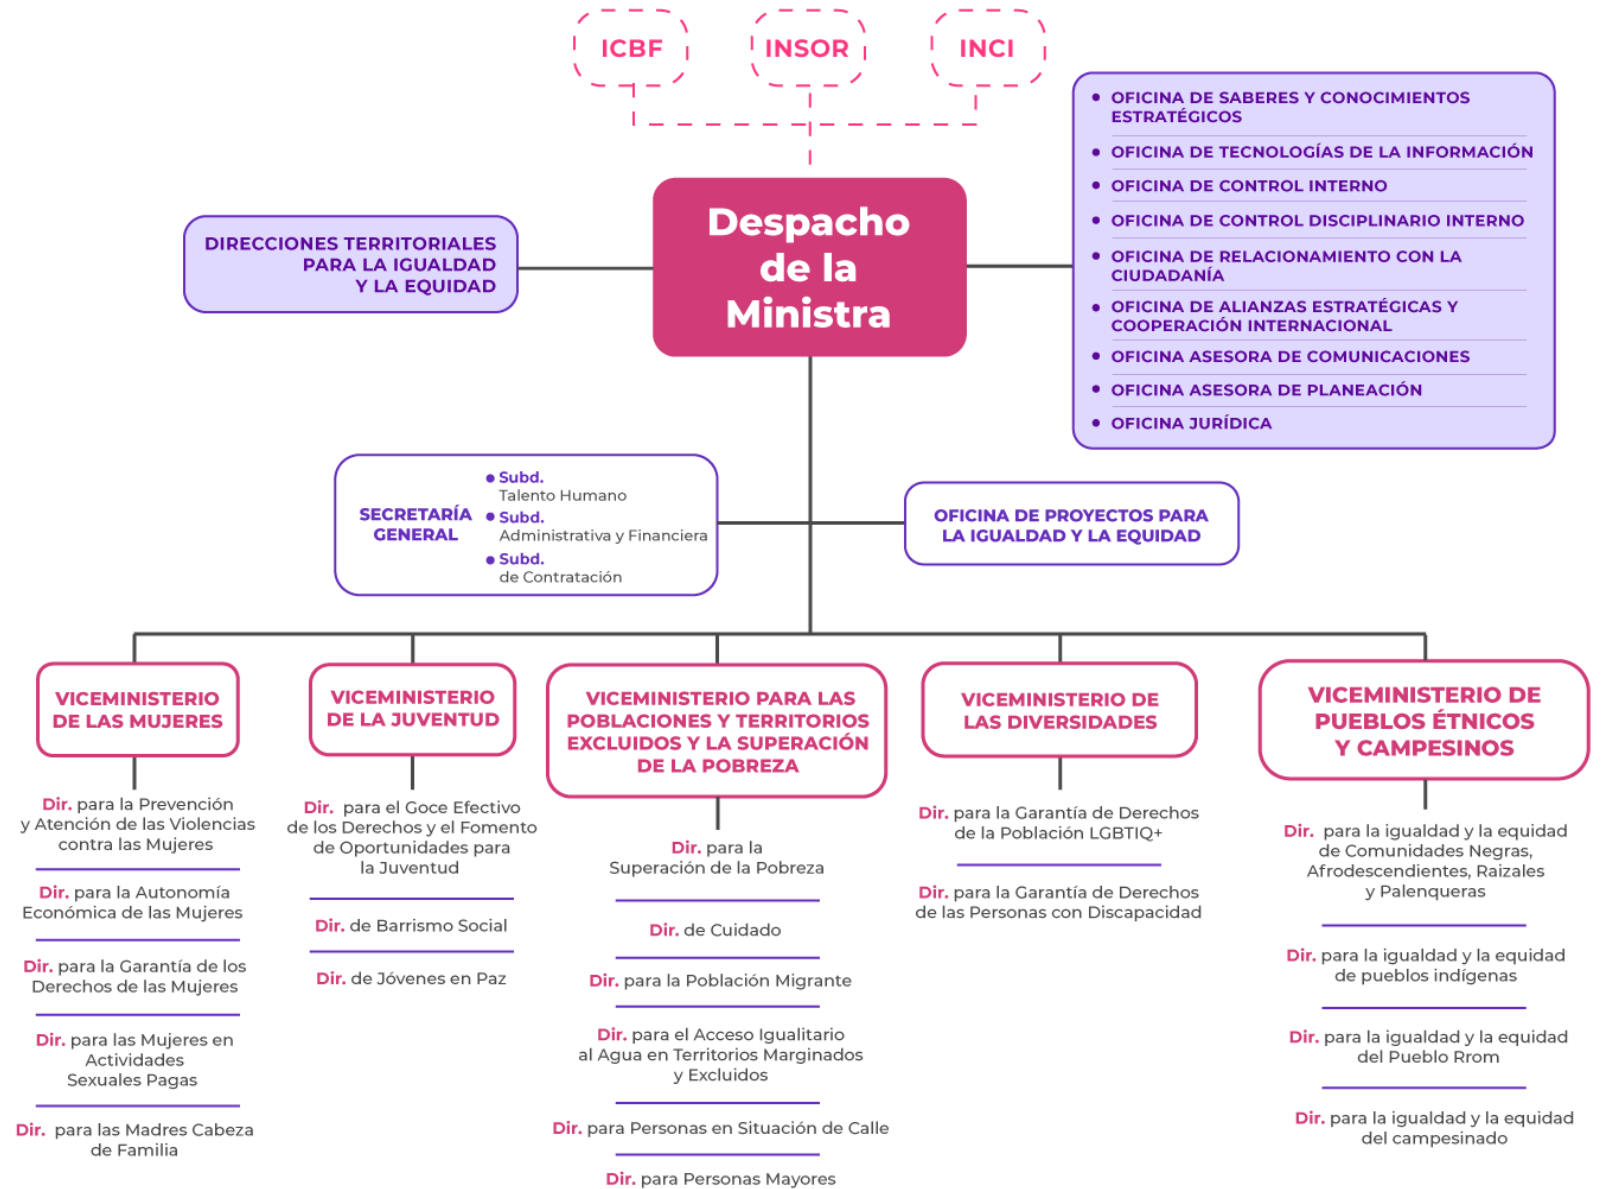 ICBF
INSOR
INCI
OFICINA DE SABERES Y CONOCIMIENTOS
ESTRATÉGICOS
OFICINA DE TECNOLOGÍAS DE LA INFORMACIÓN
OFICINA DE CONTROL INTERNO
OFICINA DE CONTROL DISCIPLINARIO INTERNO
OFICINA DE RELACIONAMIENTO CON LA
CIUDADANÍA
OFICINA DE ALIANZAS ESTRATÉGICAS Y
COOPERACIÓN INTERNACIONAL
OFICINA ASESORA DE COMUNICACIONES
OFICINA ASESORA DE PLANEACIÓN
OFICINA JURÍDICA
Despacho
de la
Ministra
DIRECCIONES TERRITORIALES
PARA LA IGUALDAD
Y LA EQUIDAD
SECRETARÍA
GENERAL
Subd.
Talento Humano
Subd.
Administrativa y Financiera
Subd.
de Contratación
OFICINA DE PROYECTOS PARA
LA IGUALDAD Y LA EQUIDAD
VICEMINISTERIO
DE LAS MUJERES
Dir. para la Prevención
y Atención de las Violencias
contra las Mujeres
Dir. para la Autonomía
Económica de las Mujeres
Dir. para la Garantía de los
Derechos de las Mujeres
Dir. para las Mujeres en
Actividades
Sexuales Pagas
Dir. para las Madres Cabeza
de Familia
VICEMINISTERIO
DE LA JUVENTUD
Dir. para el Goce Efectivo
de los Derechos y el Fomento
de Oportunidades para
la Juventud
Dir. de Barrismo Social
Dir. de Jóvenes en Paz
VICEMINISTERIO PARA LAS
POBLACIONES Y TERRITORIOS
EXCLUIDOS Y LA SUPERACIÓN
DE LA POBREZA
Dir. para la
Superación de la Pobreza
Dir. de Cuidado
Dir. para la Población Migrante
Dir. para el Acceso Igualitario
al Agua en Territorios Marginados
y Excluidos
Dir. para Personas en Situación de Calle
Dir. para Personas Mayores
VICEMINISTERIO DE
LAS DIVERSIDADES
Dir. para la Garantía de Derechos
de la Población LGBTIQ+
Dir. para la Garantía de Derechos
de las Personas con Discapacidad
VICEMINISTERIO DE
PUEBLOS ÉTNICOS
Y CAMPESINOS
Dir. para la igualdad y la equidad
de Comunidades Negras,
Afrodescendientes, Raizales
y Palenqueras
Dir. para la igualdad y la equidad
de pueblos indígenas
Dir. para la igualdad y la equidad
del Pueblo Rrom
Dir. para la igualdad y la equidad
del campesinado